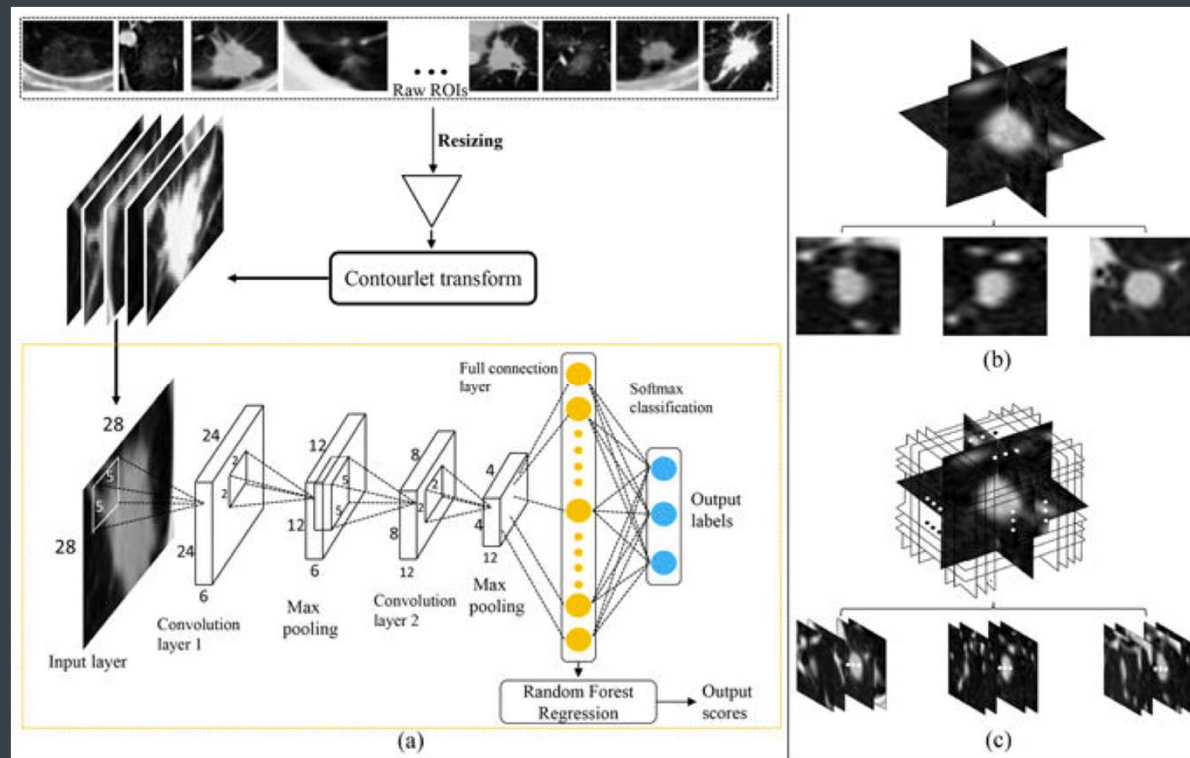 Raw ROIs
Resizing
Contourlet transform
Full connection
layer
Softmax
classification
28
5
5
28
24
2
2
24
6
12
5
5
12
6
8
2
2
8
12
4
4
12
Output
labels
Convolution
layer 1
Max
pooling
Convolution
layer 2
Max
pooling
Input layer
Random Forest
Regression
Output
scores
(a)
(b)
(c)